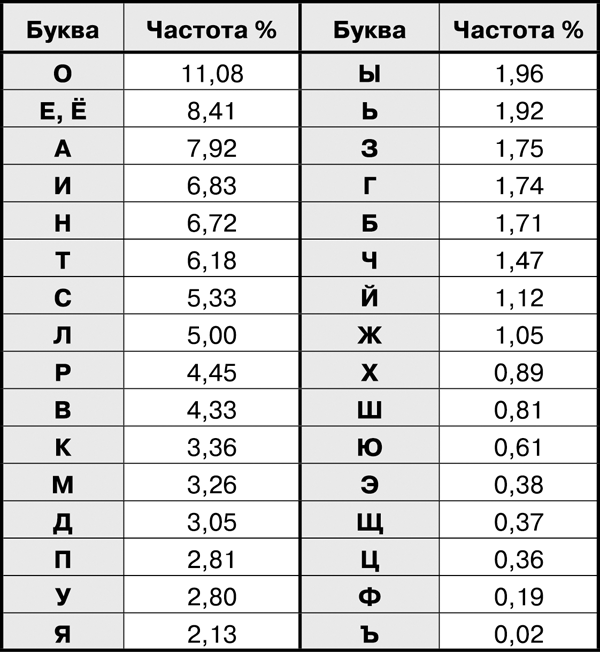 Буква Частота % Буква Частота %
О 11,08 Ы 1,96
Е, Ё 8,41 Ь 1,92
А 7,92 З 1,75
И 6,83 Г 1,74
Н 6,72 Б 1,71
Т 6,18 Ч 1,47
С 5,33 Й 1,12
Л 5,00 Ж 1,05
Р 4,45 Х 0,89
В 4,33 Ш 0,81
К 3,36 Ю 0,61
М 3,26 Э 0,38
Д 3,05 Щ 0,37
П 2,81 Ц 0,36
У 2,80 Ф 0,19
Я 2,13 Ъ 0,02